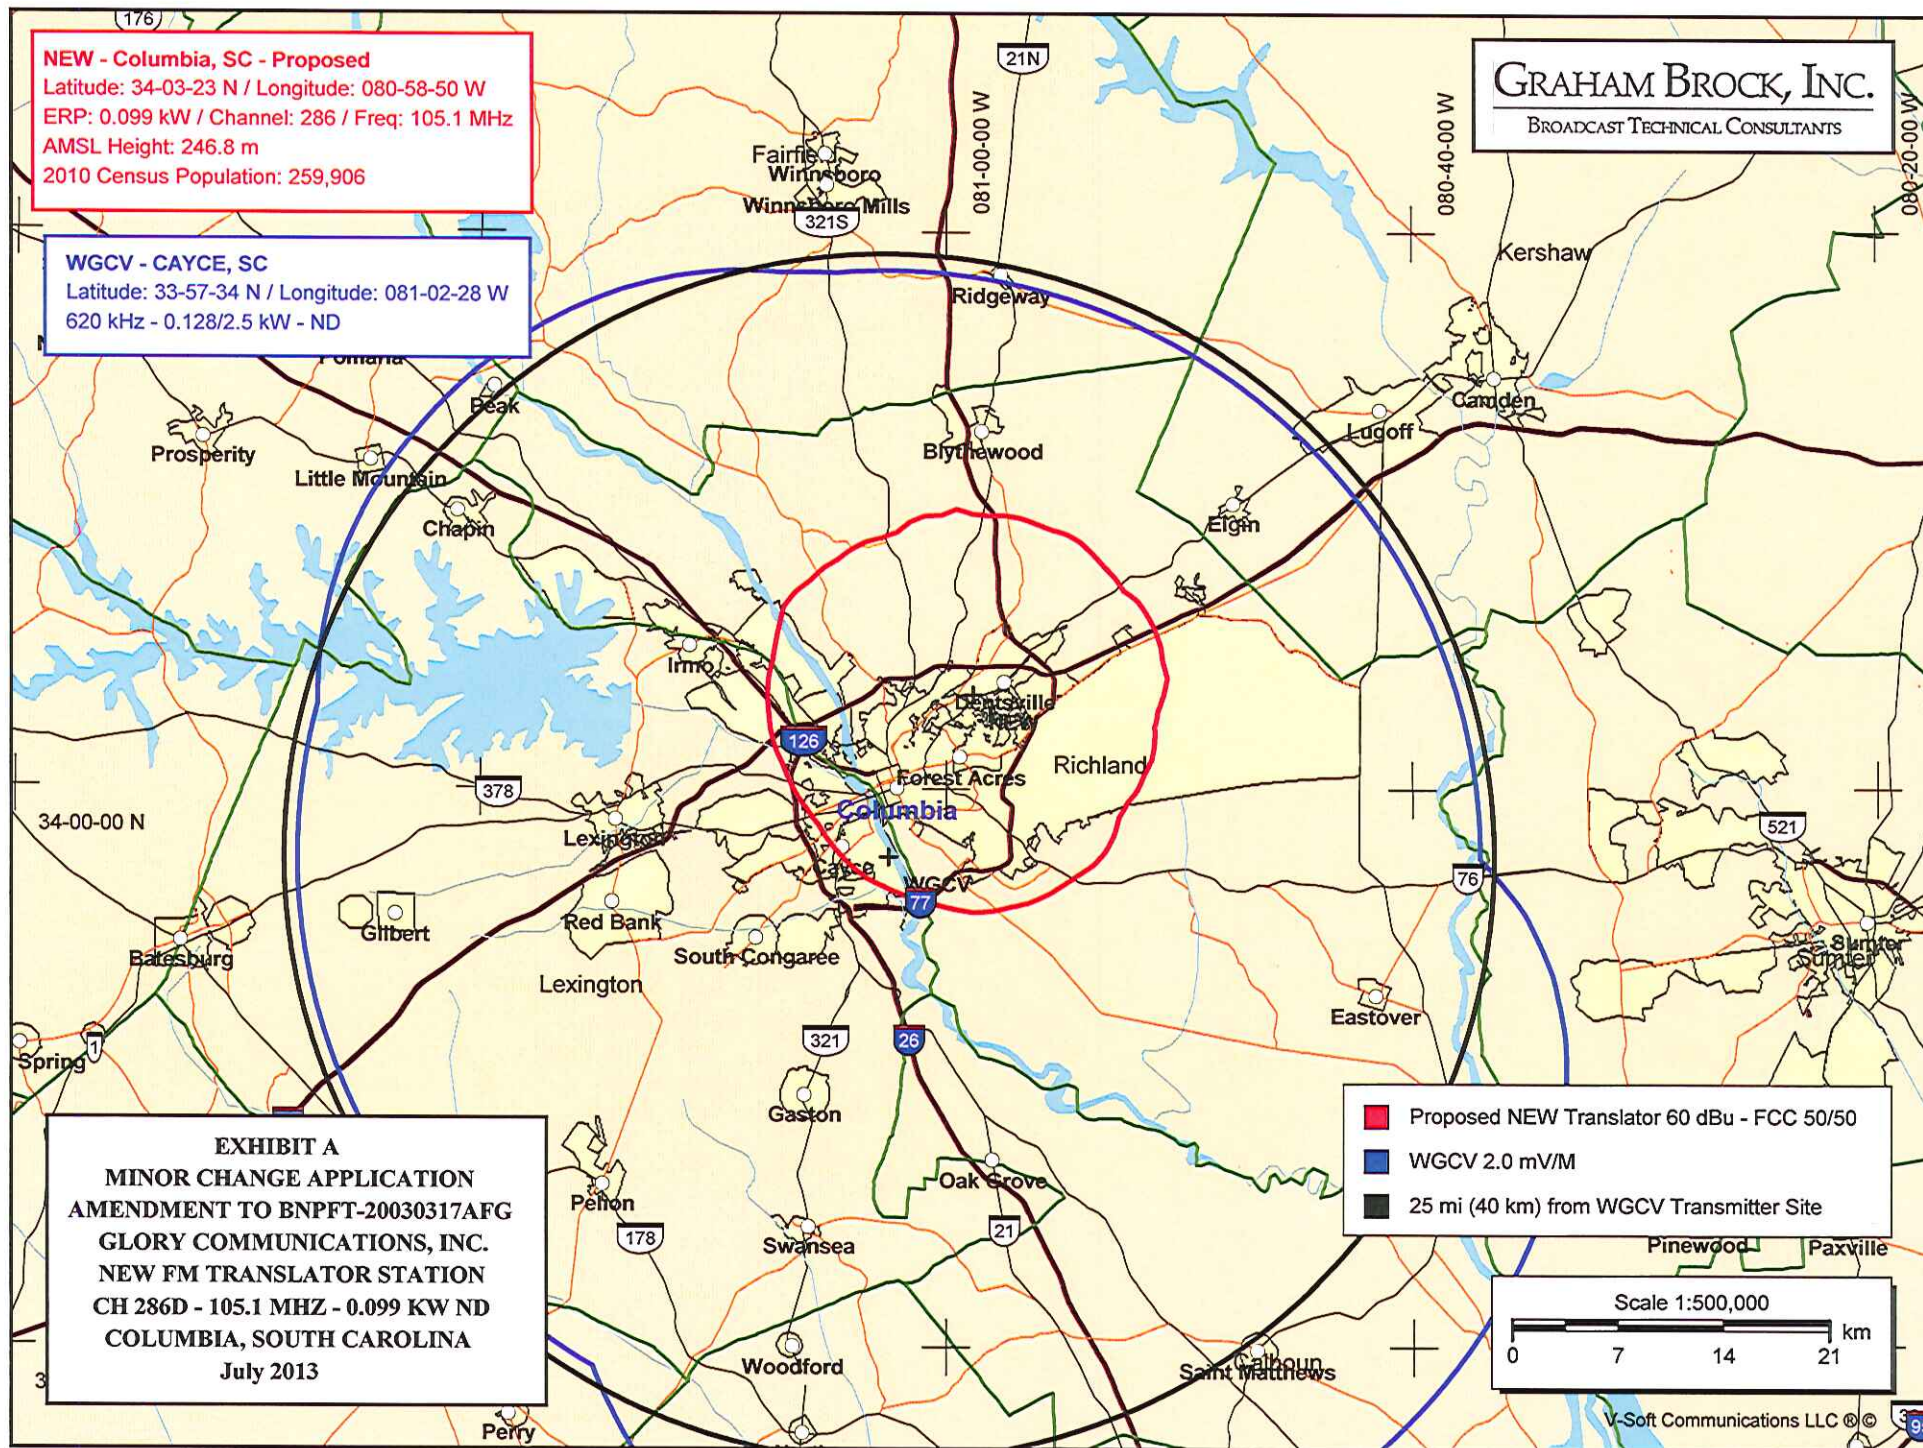 176
NEW - Columbia, SC - Proposed
Latitude: 34-03-23 N / Longitude: 080-58-50 W
ERP: 0.099 kW / Channel: 286 / Freq: 105.1 MHz
AMSL Height: 246.8 m
2010 Census Population: 259,906
WGCV - CAYCE, SC
Latitude: 33-57-34 N / Longitude: 081-02-28 W
620 kHz - 0.128/2.5 kW - ND
GRAHAM BROCK, INC.
BROADCAST TECHNICAL CONSULTANTS
21N
081-00-00 W
080-40-00 W
080-20-00 W
Fairfield
Winnsboro
Winnsboro Mills
321S
Kershaw
Ridgeway
Pomaria
Peak
Prosperity
Little Mountain
Chapin
Blythewood
Camden
Lugoff
Elgin
Irmo
Dentsville
126
Richland
Forest Acres
378
Columbia
34-00-00 N
Lexington
521
Cayce
WGCV
76
77
Red Bank
Gilbert
South Congaree
Batesburg
Lexington
Sumter
Sumter
Eastover
Spring
1
321
26
Gaston
Pelion
Oak Grove
178
21
Swansea
Woodford
Saint Matthews
Calhoun
Perry
Pinewood
Paxville
Proposed NEW Translator 60 dBu - FCC 50/50
WGCV 2.0 mV/M
25 mi (40 km) from WGCV Transmitter Site
EXHIBIT A
MINOR CHANGE APPLICATION
AMENDMENT TO BNPFT-20030317AFG
GLORY COMMUNICATIONS, INC.
NEW FM TRANSLATOR STATION
CH 286D - 105.1 MHZ - 0.099 KW ND
COLUMBIA, SOUTH CAROLINA
July 2013
Scale 1:500,000
km
0 7 14 21
V-Soft Communications LLC ® ©